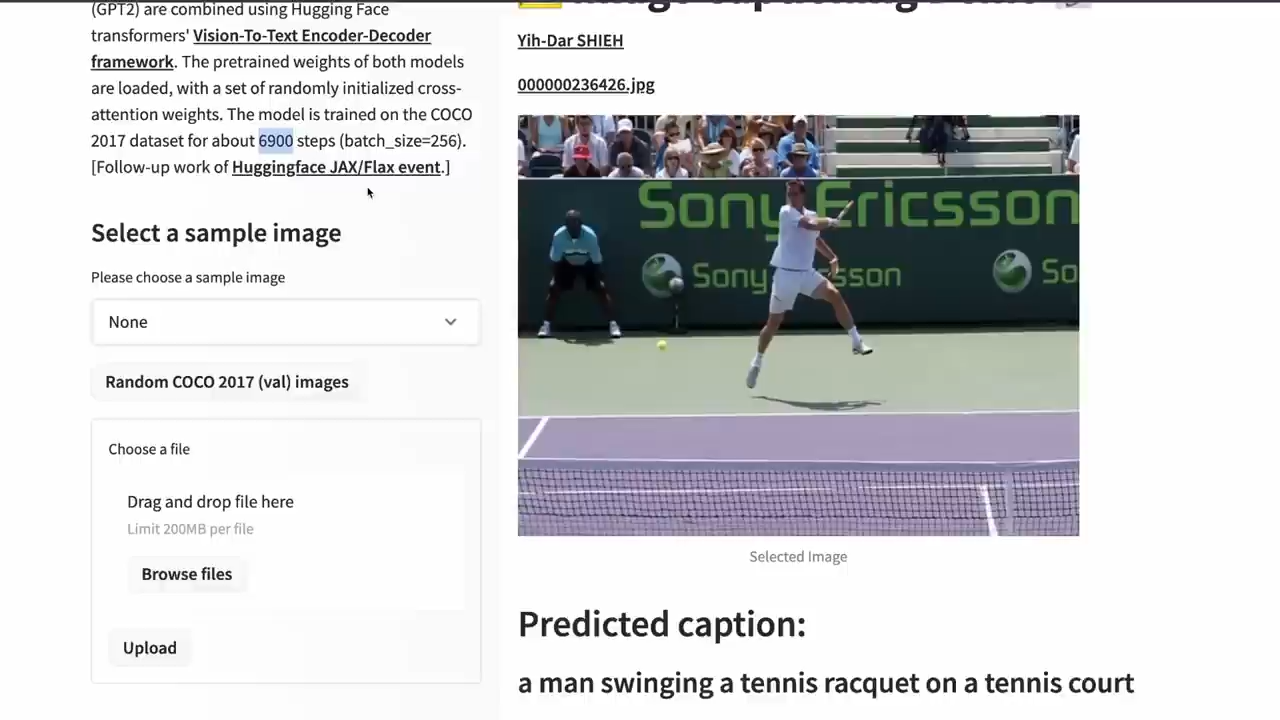 (GPT2) are combined using Hugging Face
transformers' Vision-To-Text Encoder-Decoder
framework. The pretrained weights of both models
are loaded, with a set of randomly initialized cross-
attention weights. The model is trained on the COCO
2017 dataset for about 6900 steps (batch_size=256).
[Follow-up work of Huggingface JAX/Flax event.]
Select a sample image
Please choose a sample image
None
Random COCO 2017 (val) images
Choose a file
Drag and drop file here
Limit 200MB per file
Browse files
Upload
Image Captioning Demo
Yih-Dar SHIEH
000000236426.jpg
Sony Ericsson
Sony Ericsson
So
Selected Image
Predicted caption:
a man swinging a tennis racquet on a tennis court